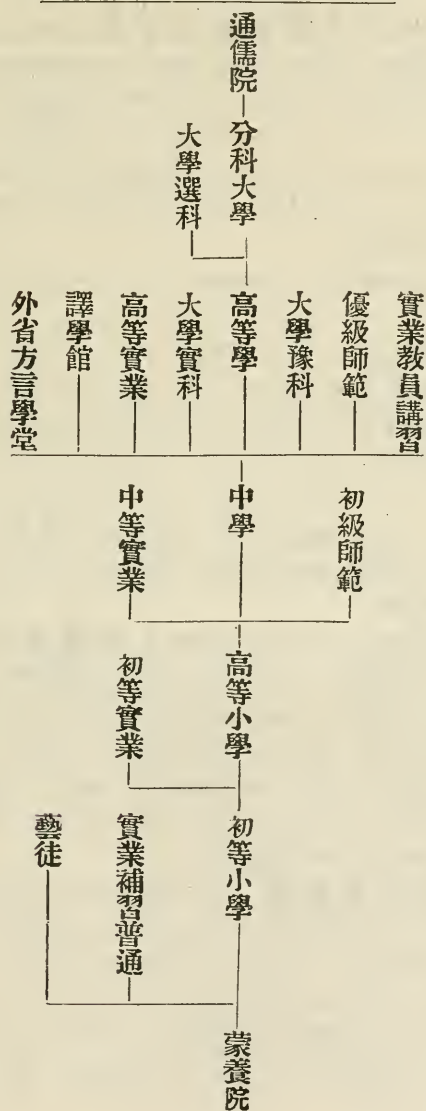 通儒院
分科大學
大學選科
實業教員講習
優級師範
大學豫科
高等學
大學實科
高等實業
譯學館
外省方言學堂
初級師範
中學
中等實業
高等小學
初等實業
初等小學
實業補習普通
藝徒
蒙養院